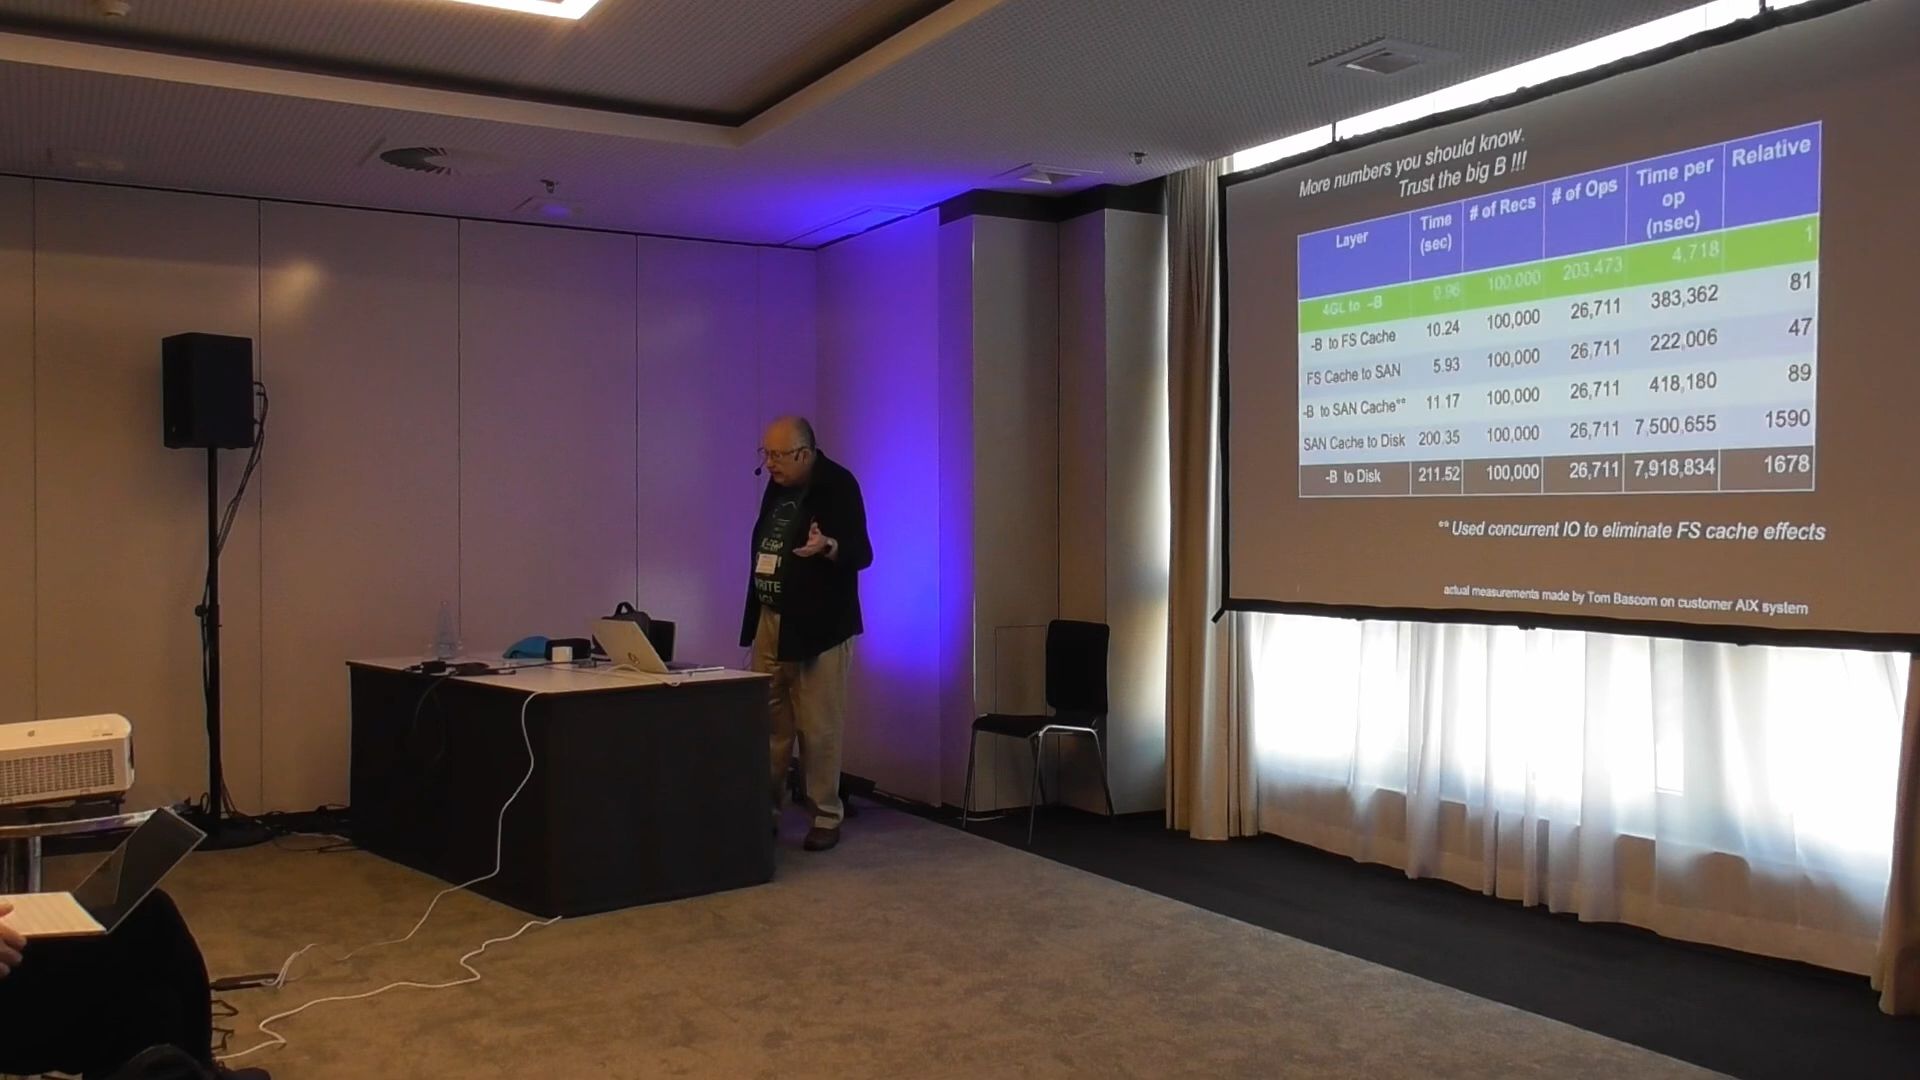 More numbers you should know.
Trust the big B !!!
Layer Time (sec) # of Recs # of Ops Time per op (nsec) Relative
4GL to -B 0.96 100,000 203,473 4,718 1
-B to FS Cache 10.24 100,000 26,711 383,362 81
FS Cache to SAN 5.93 100,000 26,711 222,006 47
-B to SAN Cache** 11.17 100,000 26,711 418,180 89
SAN Cache to Disk 200.35 100,000 26,711 7,500,655 1590
-B to Disk 211.52 100,000 26,711 7,918,834 1678
** Used concurrent IO to eliminate FS cache effects
actual measurements made by Tom Bascom on customer AIX system